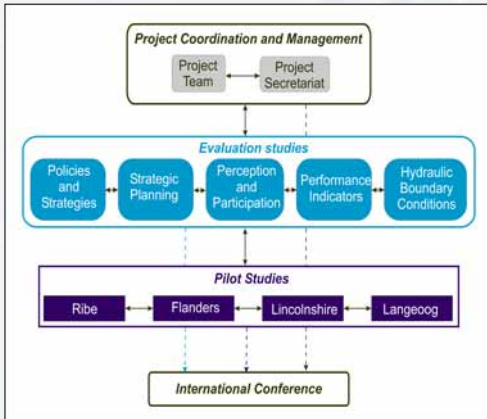 Project Coordination and Management
Project
Team
Project
Secretariat
Evaluation studies
Policies
and
Strategies
Strategic
Planning
Perception
and
Participation
Performance
Indicators
Hydraulic
Boundary
Conditions
Pilot Studies
Ribe
Flanders
Lincolnshire
Langeoog
International Conference